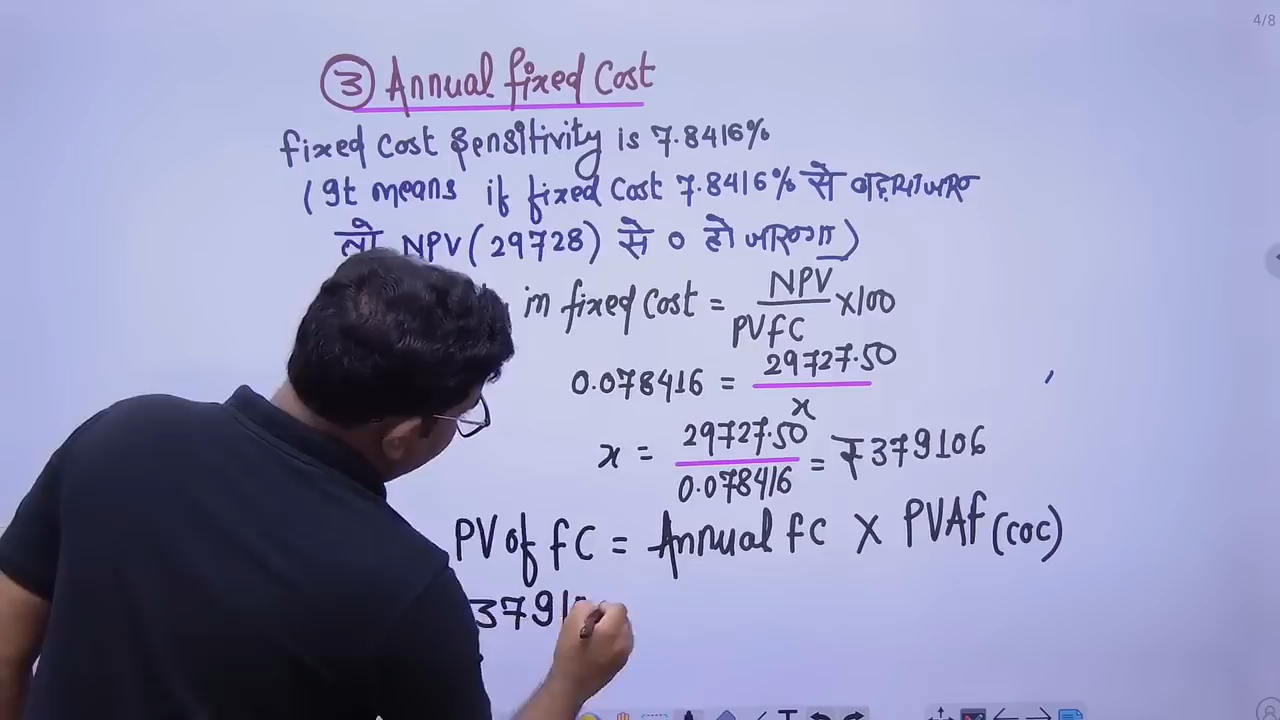 4/8
③ Annual fixed Cost
fixed Cost Sensitivity is 7.8416%
(It means if fixed Cost 7.8416% से बढ़ाया जाए
तो NPV (29728) से 0 हो जाएगा)
in fixed Cost = NPV / PVFC ×100
0.078416 = 29727.50 / x
x = 29727.50 / 0.078416 = ₹379106
PV of FC = Annual FC × PVAF (COC)
3791